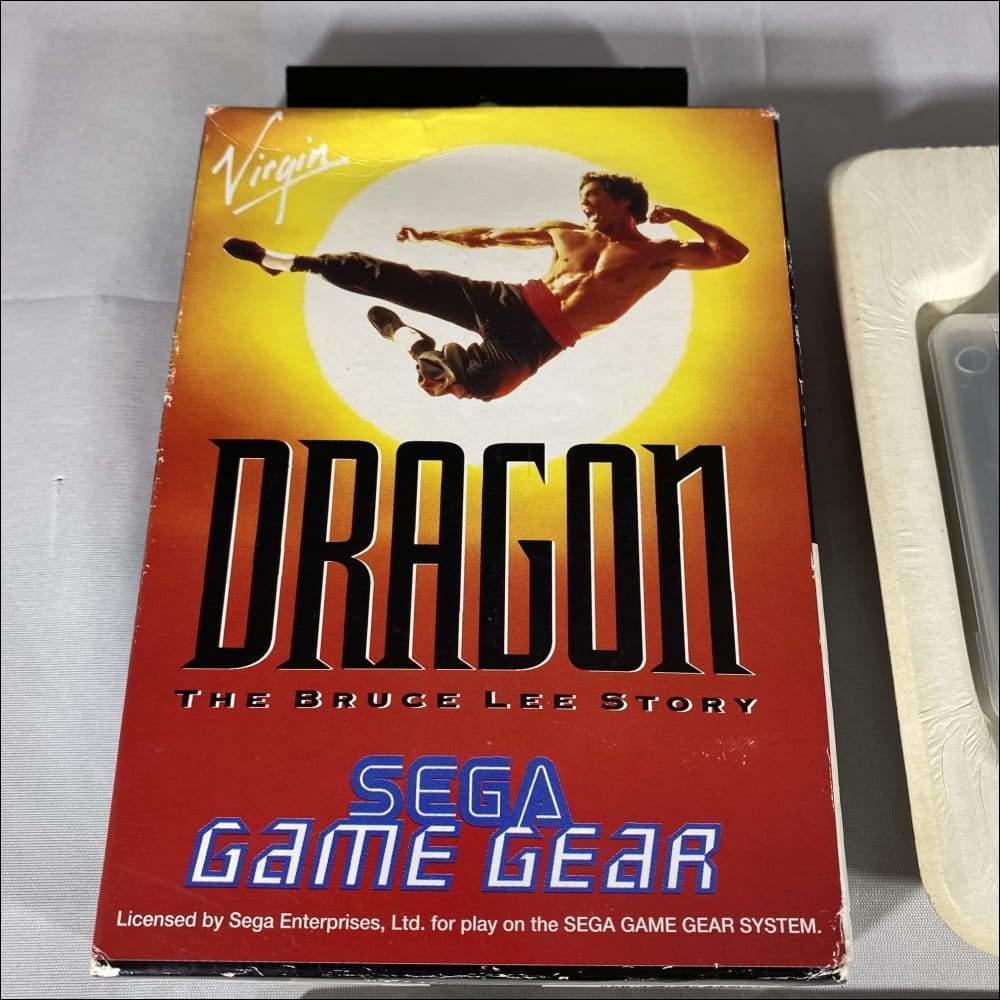 Virgin
DRAGON
THE BRUCE LEE STORY
SEGA
GAME GEAR
Licensed by Sega Enterprises, Ltd. for play on the SEGA GAME GEAR SYSTEM.